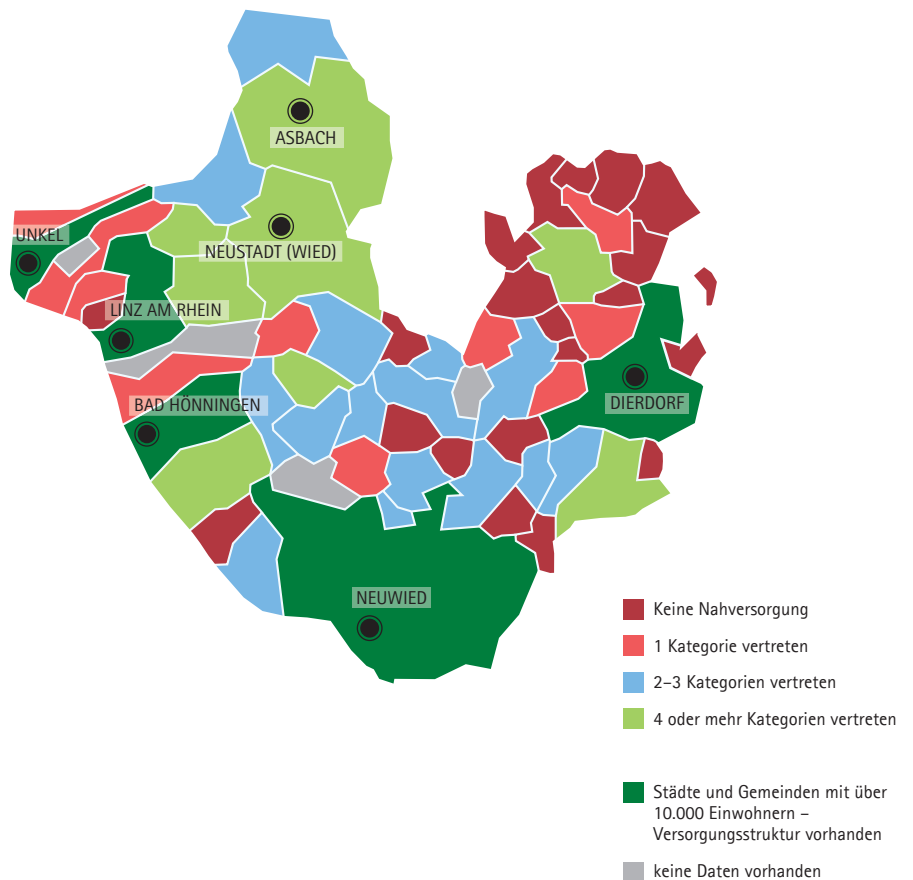 ASBACH
UNKEL
NEUSTADT (WIED)
LINZ AM RHEIN
BAD HÖNNINGEN
DIERDORF
NEUWIED
Keine Nahversorgung
1 Kategorie vertreten
2–3 Kategorien vertreten
4 oder mehr Kategorien vertreten
Städte und Gemeinden mit über
10.000 Einwohnern –
Versorgungsstruktur vorhanden
keine Daten vorhanden